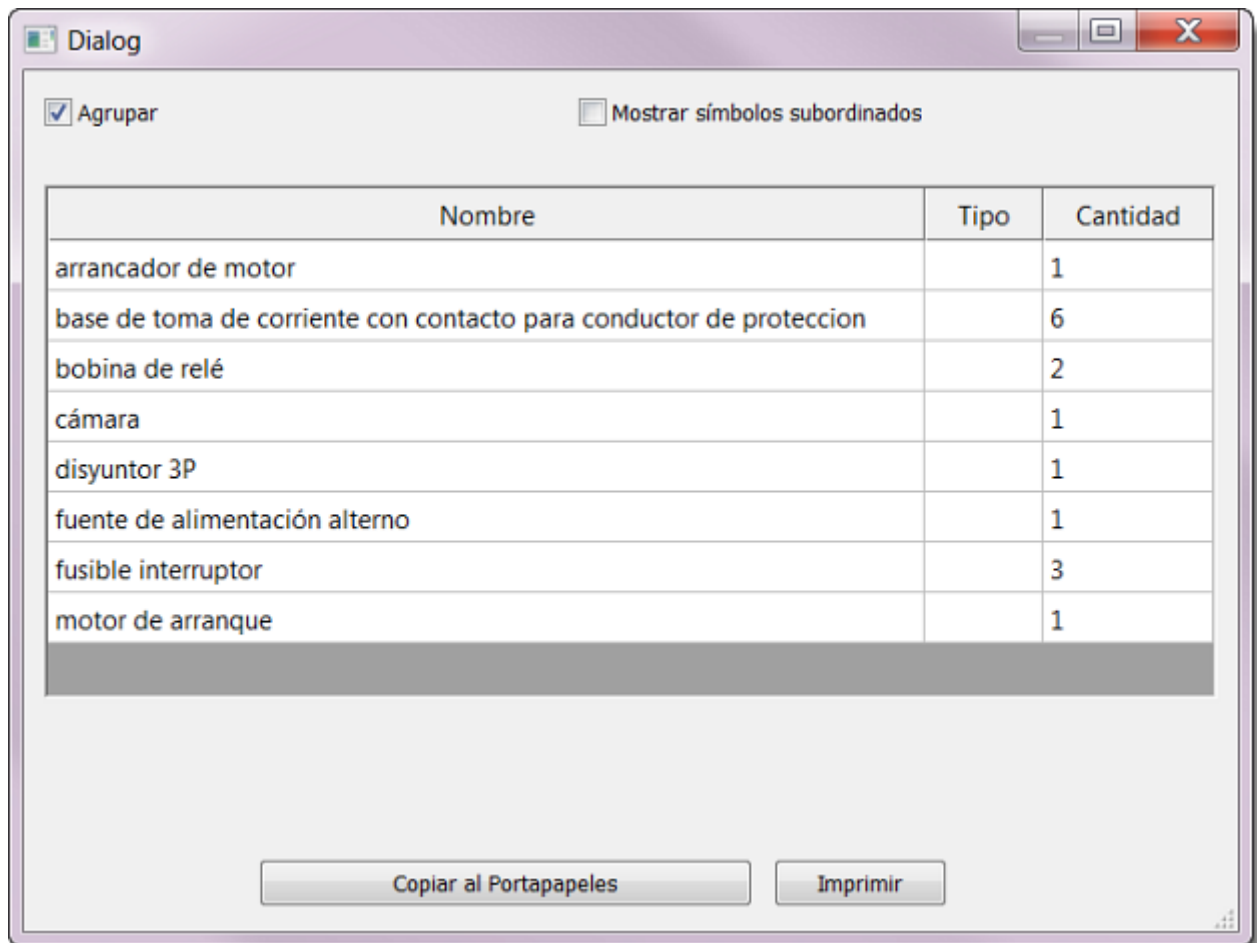 Dialog
Agrupar Mostrar símbolos subordinados
Nombre Tipo Cantidad
arrancador de motor 1
base de toma de corriente con contacto para conductor de proteccion 6
bobina de relé 2
cámara 1
disyuntor 3P 1
fuente de alimentación alterno 1
fusible interruptor 3
motor de arranque 1
Copiar al Portapapeles Imprimir